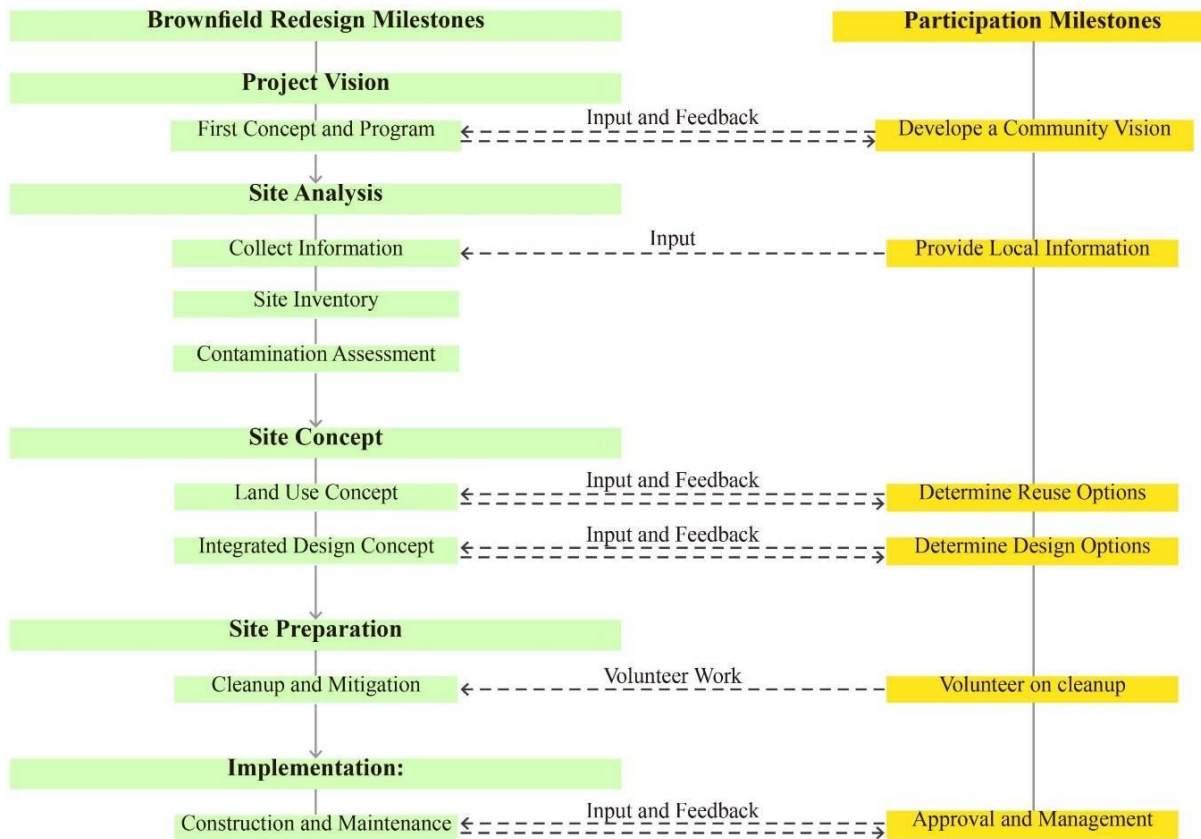 Brownfield Redesign Milestones
Participation Milestones
Project Vision
First Concept and Program
Input and Feedback
Develope a Community Vision
Site Analysis
Collect Information
Input
Provide Local Information
Site Inventory
Contamination Assessment
Site Concept
Land Use Concept
Input and Feedback
Determine Reuse Options
Integrated Design Concept
Input and Feedback
Determine Design Options
Site Preparation
Cleanup and Mitigation
Volunteer Work
Volunteer on cleanup
Implementation:
Construction and Maintenance
Input and Feedback
Approval and Management